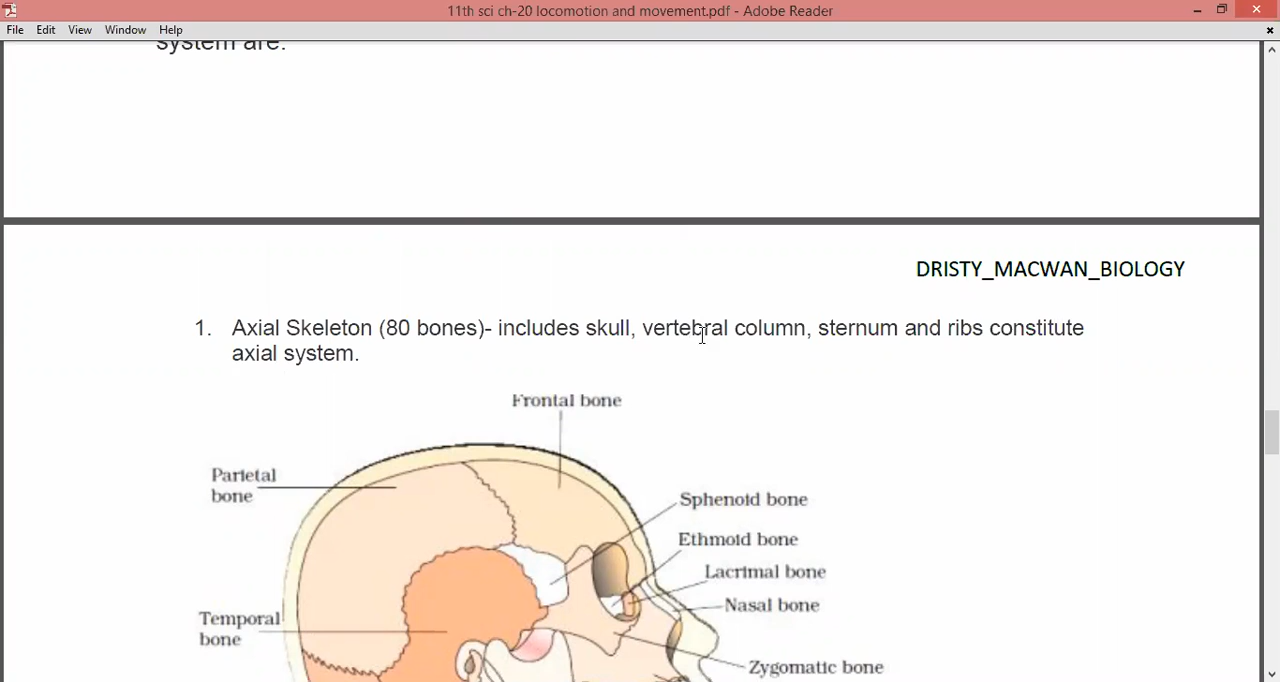 11th sci ch-20 locomotion and movement.pdf - Adobe Reader
File Edit View Window Help
system are:
DRISTY_MACWAN_BIOLOGY
1. Axial Skeleton (80 bones)- includes skull, vertebral column, sternum and ribs constitute
axial system.
Frontal bone
Parietal
bone
Sphenoid bone
Ethmoid bone
Lacrimal bone
Nasal bone
Temporal
bone
Zygomatic bone